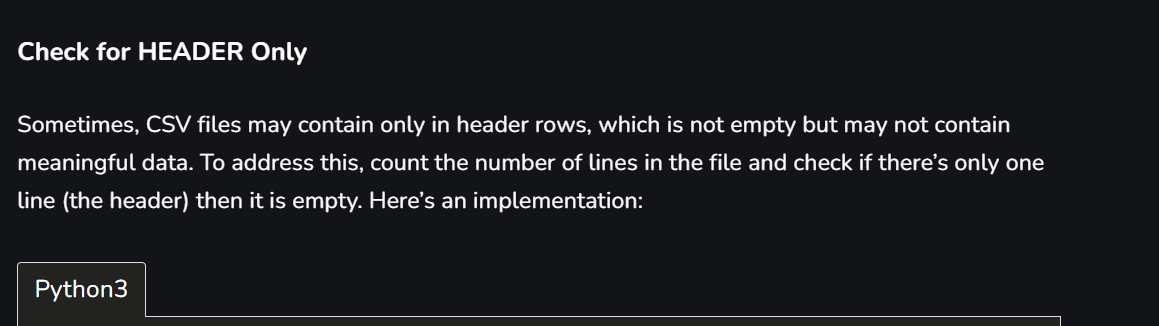 Check for HEADER Only
Sometimes, CSV files may contain only in header rows, which is not empty but may not contain
meaningful data. To address this, count the number of lines in the file and check if there’s only one
line (the header) then it is empty. Here’s an implementation:
Python3